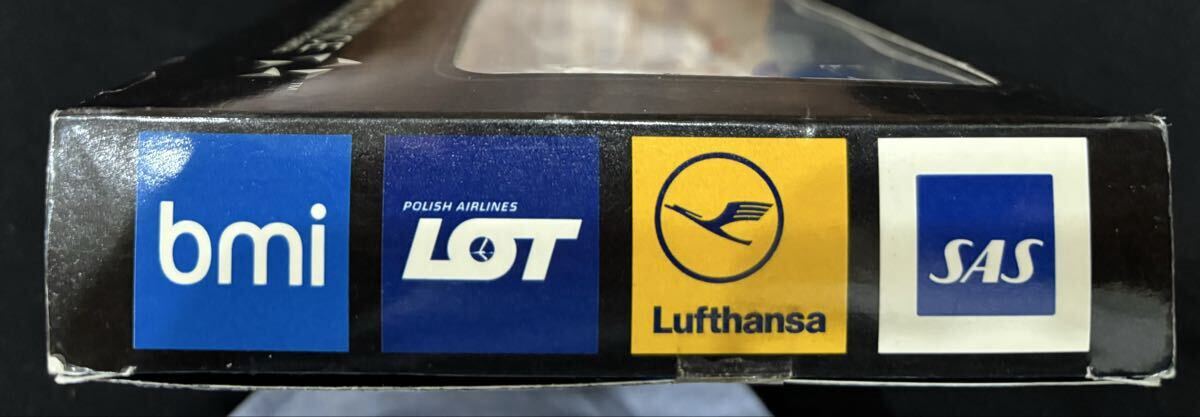 bmi
POLISH AIRLINES
LOT
Lufthansa
SAS